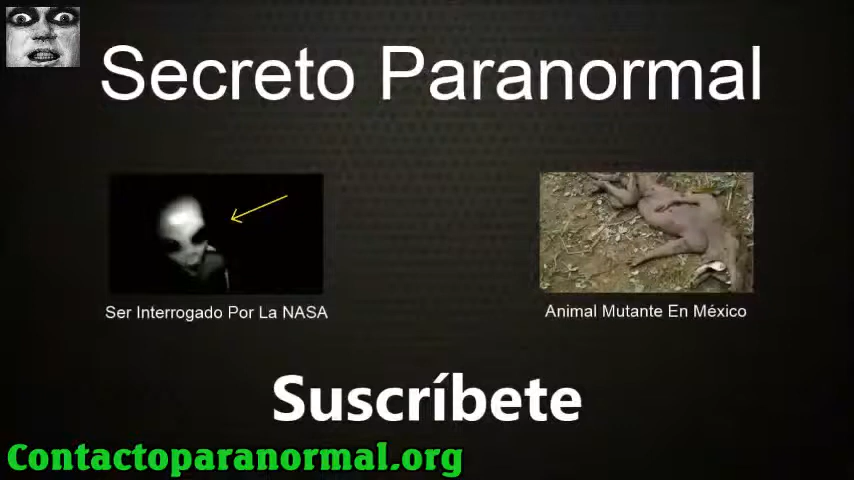 Secreto Paranormal
Ser Interrogado Por La NASA
Animal Mutante En México
Suscríbete
Contactoparanormal.org